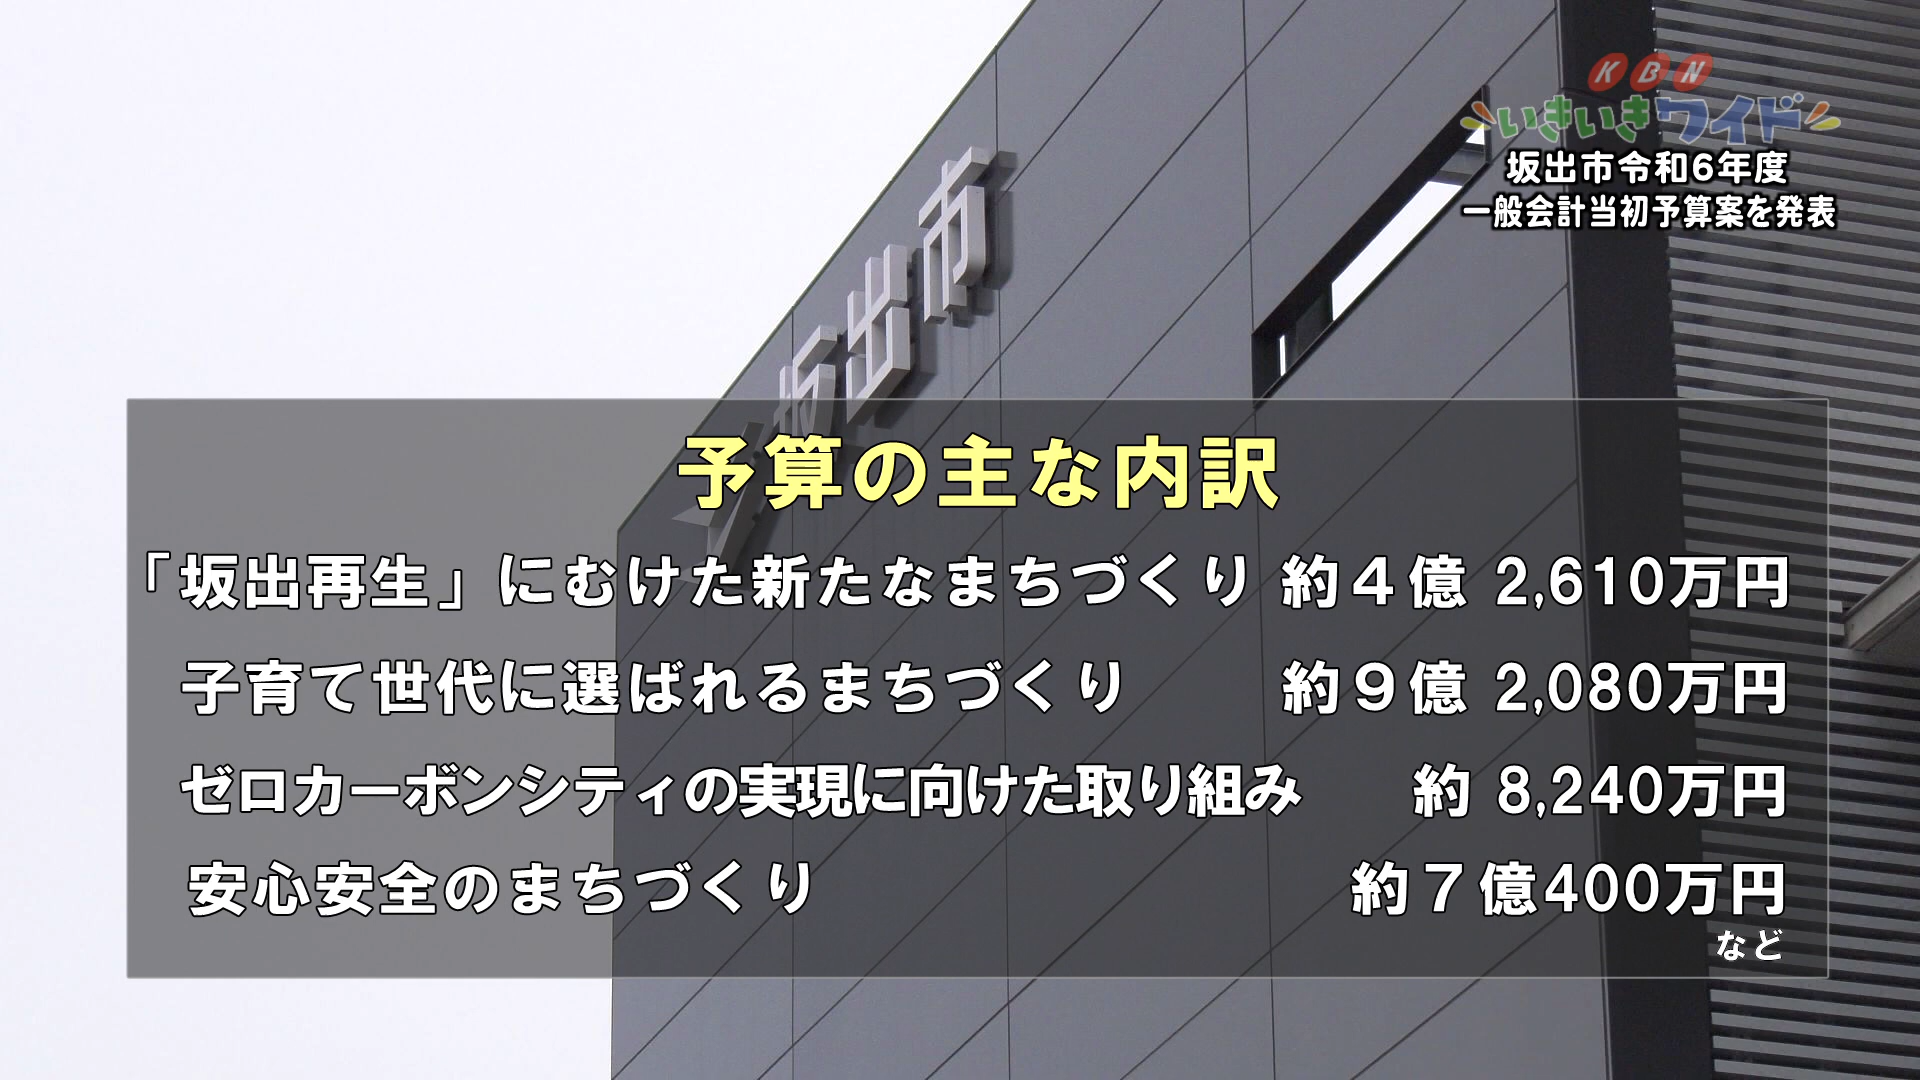 KBN
いきいきワイド
坂出市令和6年度
一般会計当初予算案を発表
坂出市
予算の主な内訳
「坂出再生」にむけた新たなまちづくり 約4億 2,610万円
子育て世代に選ばれるまちづくり 約9億 2,080万円
ゼロカーボンシティの実現に向けた取り組み 約 8,240万円
安心安全のまちづくり 約7億400万円
など